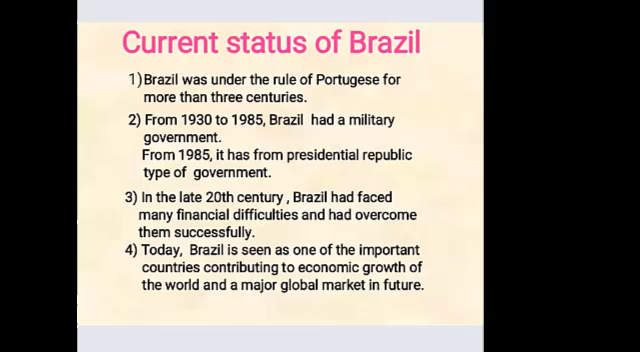 Current status of Brazil
1)Brazil was under the rule of Portugese for
more than three centuries.
2) From 1930 to 1985, Brazil had a military
government.
From 1985, it has from presidential republic
type of government.
3) In the late 20th century , Brazil had faced
many financial difficulties and had overcome
them successfully.
4) Today, Brazil is seen as one of the important
countries contributing to economic growth of
the world and a major global market in future.